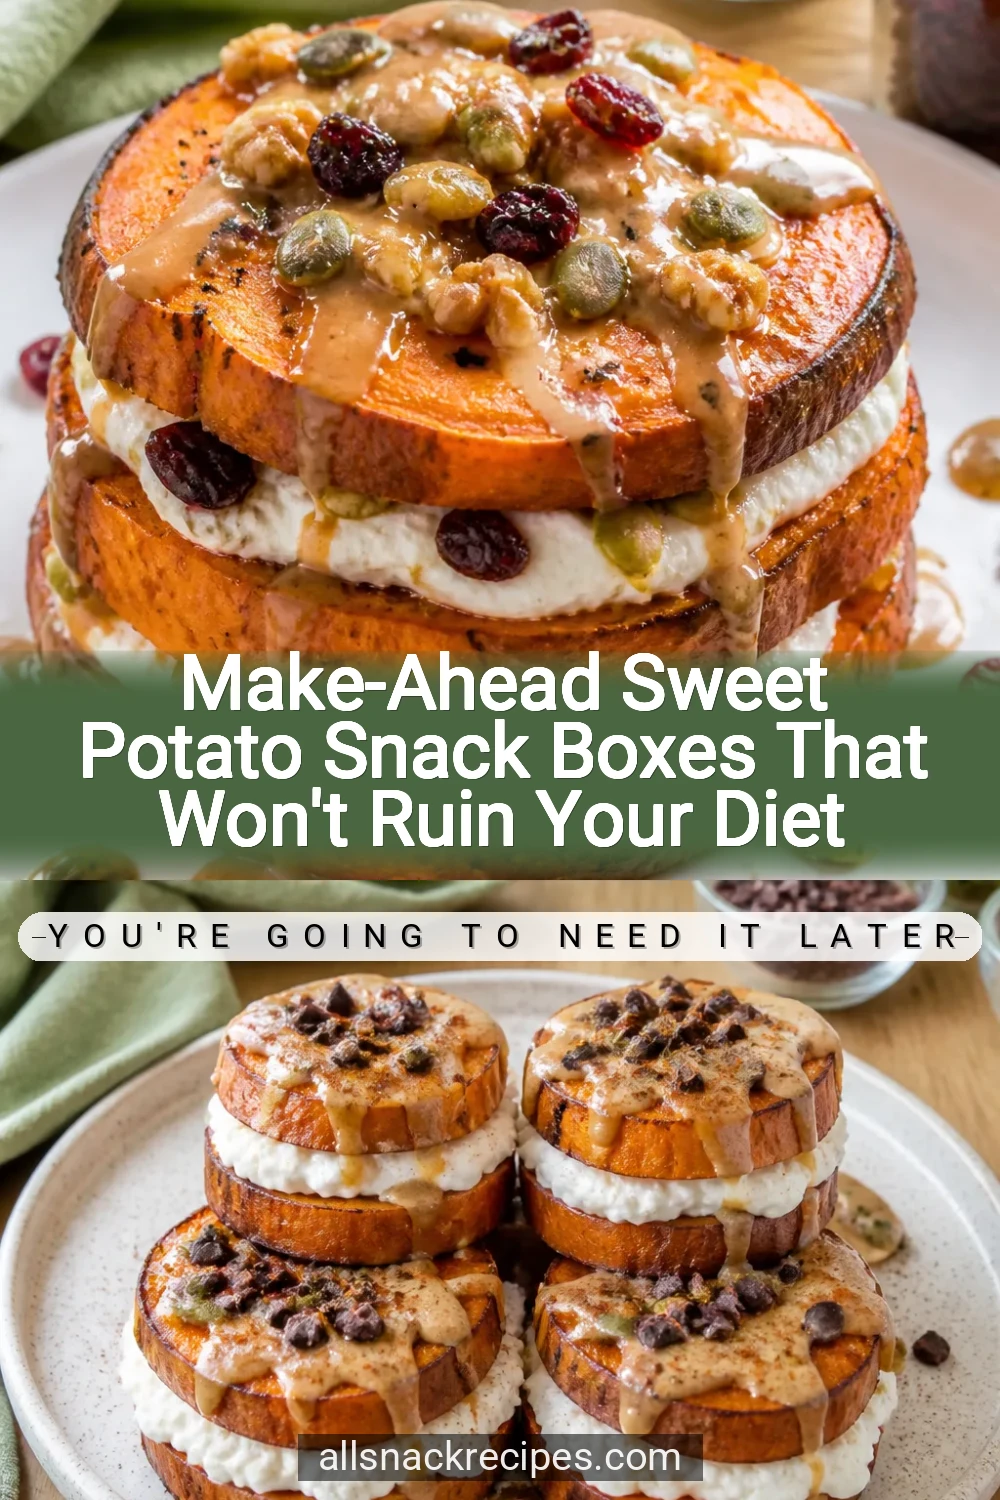 Make-Ahead Sweet
Potato Snack Boxes That
Won't Ruin Your Diet
YOU'RE GOING TO NEED IT LATER
allsnackrecipes.com